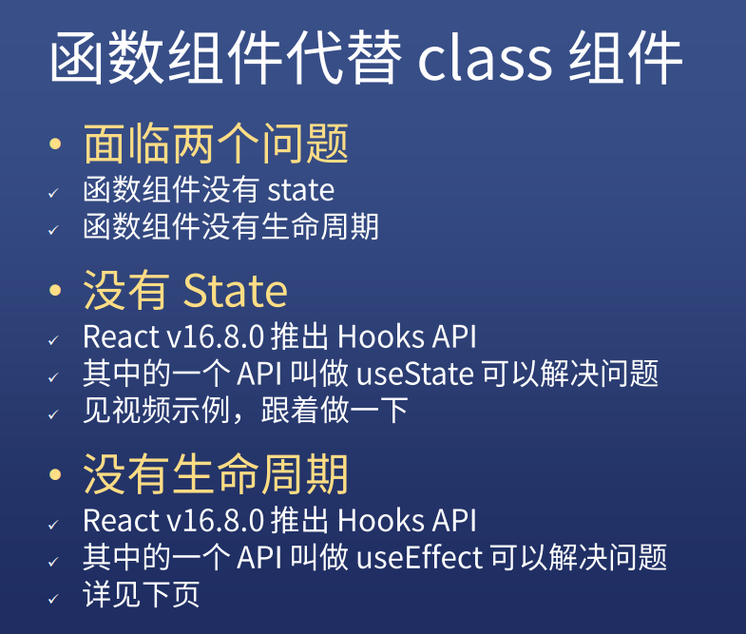 函数组件代替 class 组件
• 面临两个问题
✓ 函数组件没有 state
✓ 函数组件没有生命周期
• 没有 State
✓ React v16.8.0 推出 Hooks API
✓ 其中的一个 API 叫做 useState 可以解决问题
✓ 见视频示例，跟着做一下
• 没有生命周期
✓ React v16.8.0 推出 Hooks API
✓ 其中的一个 API 叫做 useEffect 可以解决问题
✓ 详见下页